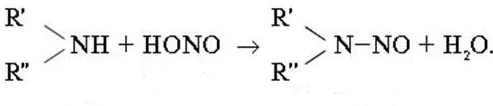 R' R'
NH + HONO → N–NO + H₂O.
R" R"